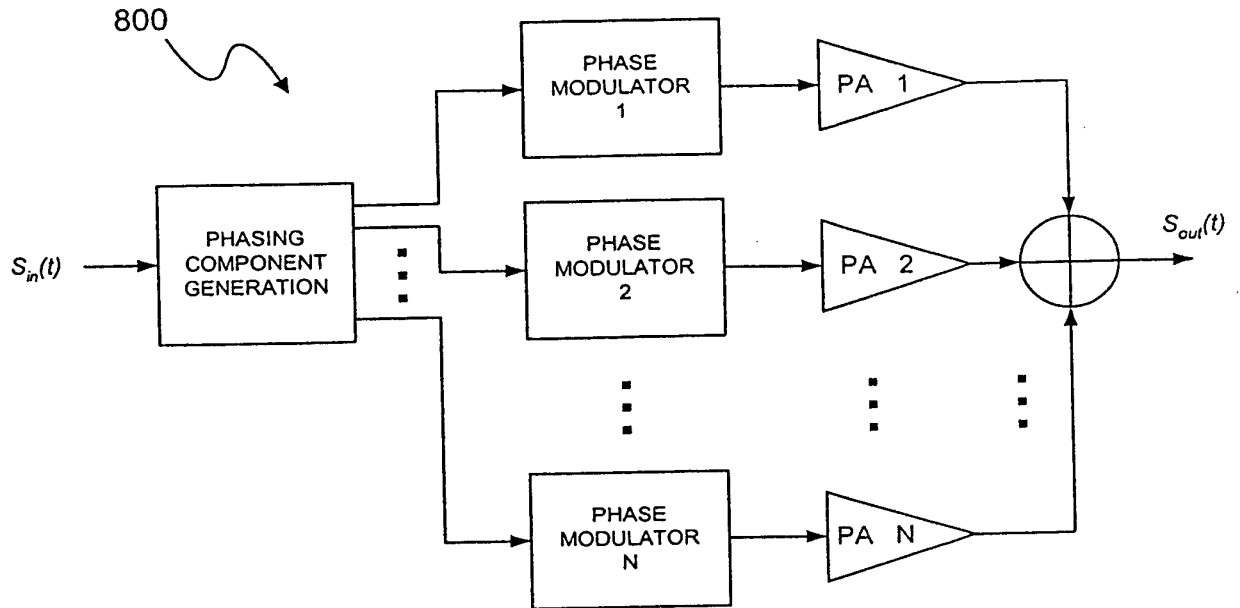 800
PHASE
MODULATOR
1
PA 1
S_in(t)
PHASING
COMPONENT
GENERATION
PHASE
MODULATOR
2
PA 2
S_out(t)
PHASE
MODULATOR
N
PA N